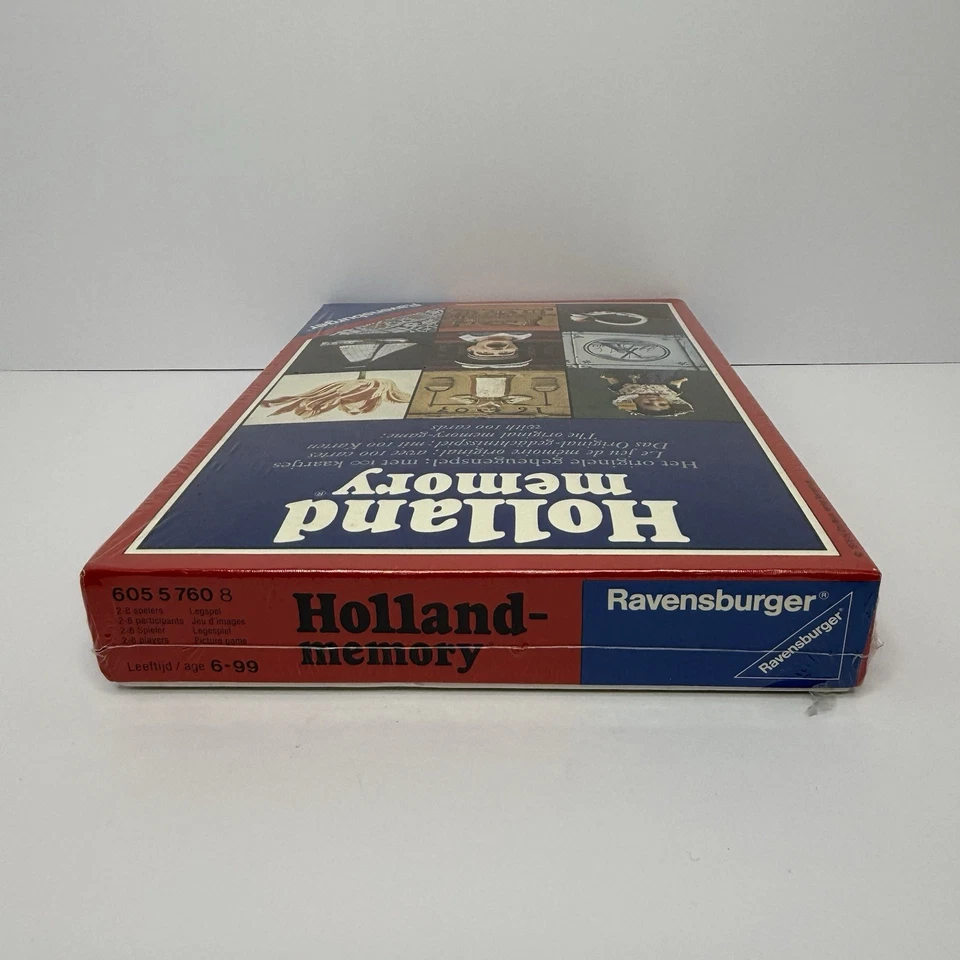 Ravensburger
Holland
memory®
Het originele geheugenspel: met 100 kaartjes
Le jeu de mémoire original: avec 100 cartes
Das Original-gedächtnisspiel: mit 100 Karten
The original memory-game:
with 100 cards
605 5 760 8
2-8 spelers Legspel
2-8 participants Jeu d'images
2-8 Spieler Legespiel
2-8 players Picture game
Leeftijd / age 6-99
Holland-
memory
Ravensburger®
Ravensburger®